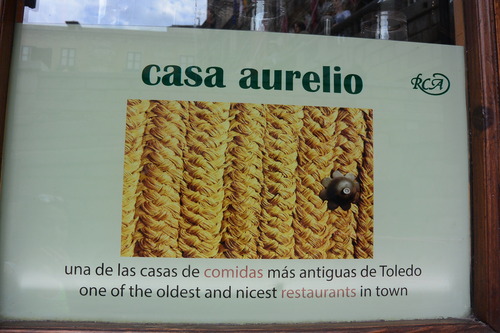 casa aurelio
RCA
una de las casas de comidas más antiguas de Toledo
one of the oldest and nicest restaurants in town